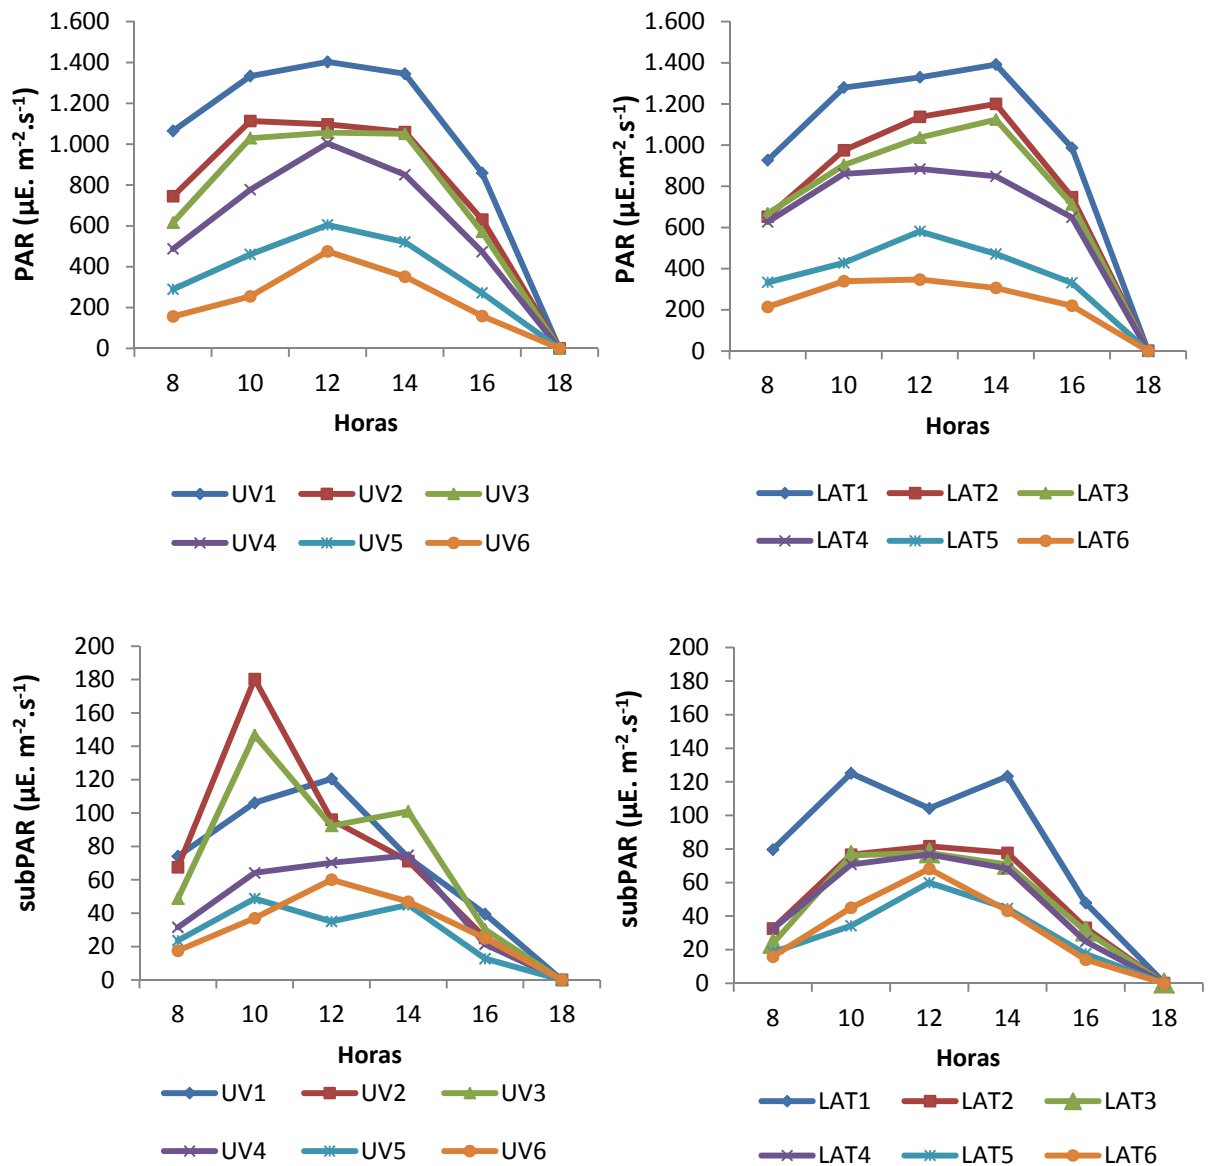 1.600
1.400
1.200
1.000
800
600
400
200
0
PAR (µE. m-2.s-1)
8 10 12 14 16 18
Horas
UV1 UV2 UV3
UV4 UV5 UV6
1.600
1.400
1.200
1.000
800
600
400
200
0
PAR (µE.m-2.s-1)
8 10 12 14 16 18
Horas
LAT1 LAT2 LAT3
LAT4 LAT5 LAT6
200
180
160
140
120
100
80
60
40
20
0
subPAR (µE. m-2.s-1)
8 10 12 14 16 18
Horas
UV1 UV2 UV3
UV4 UV5 UV6
200
180
160
140
120
100
80
60
40
20
0
subPAR (µE. m-2.s-1)
8 10 12 14 16 18
Horas
LAT1 LAT2 LAT3
LAT4 LAT5 LAT6